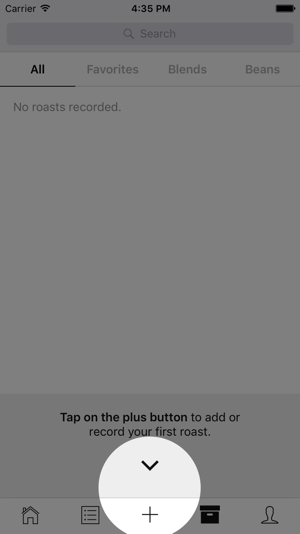 Carrier 4:35 PM
Search
All Favorites Blends Beans
No roasts recorded.
Tap on the plus button to add or
record your first roast.